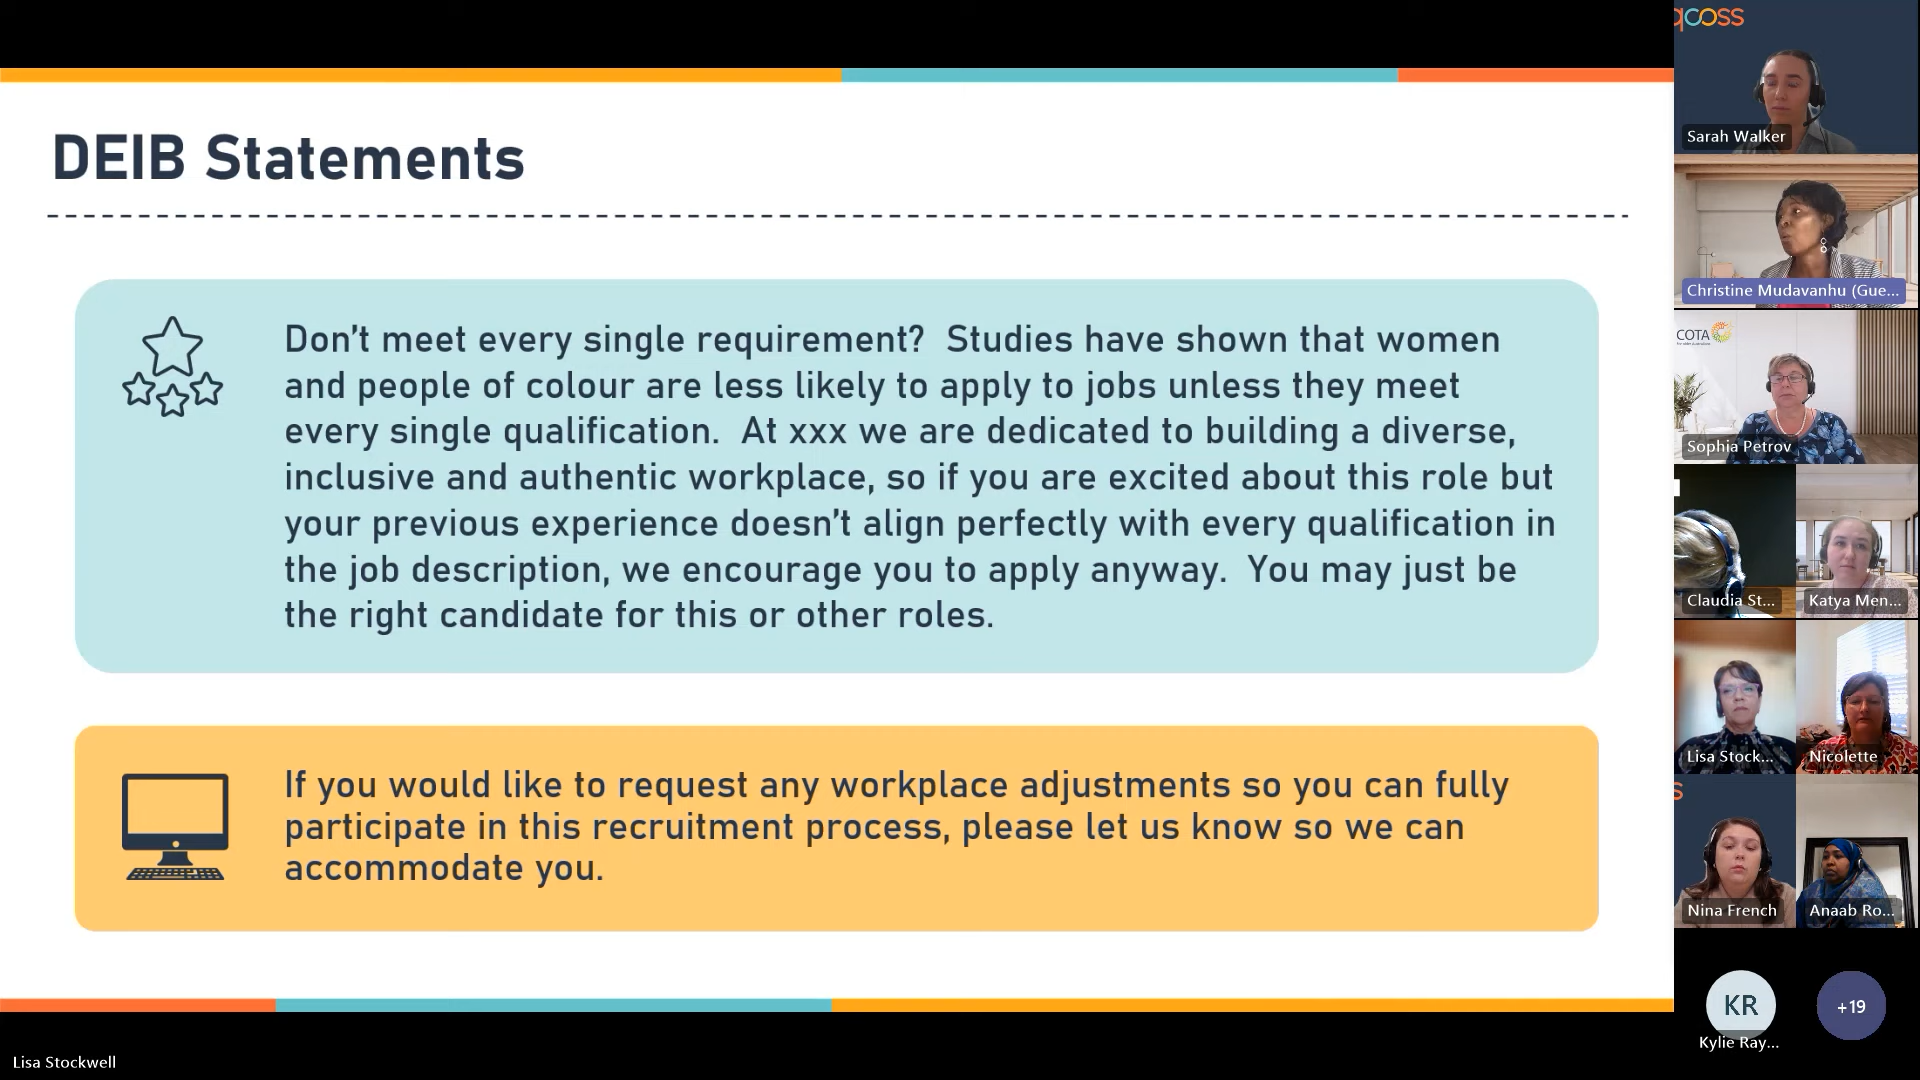 DEIB Statements
Don't meet every single requirement?  Studies have shown that women
and people of colour are less likely to apply to jobs unless they meet
every single qualification.  At xxx we are dedicated to building a diverse,
inclusive and authentic workplace, so if you are excited about this role but
your previous experience doesn't align perfectly with every qualification in
the job description, we encourage you to apply anyway.  You may just be
the right candidate for this or other roles.
If you would like to request any workplace adjustments so you can fully
participate in this recruitment process, please let us know so we can
accommodate you.
Lisa Stockwell
qcoss
Sarah Walker
Christine Mudavanhu (Gue...
COTA
Sophia Petrov
Claudia St...
Katya Men...
Lisa Stock...
Nicolette
s
Nina French
Anaab Ro...
KR
Kylie Ray...
+19